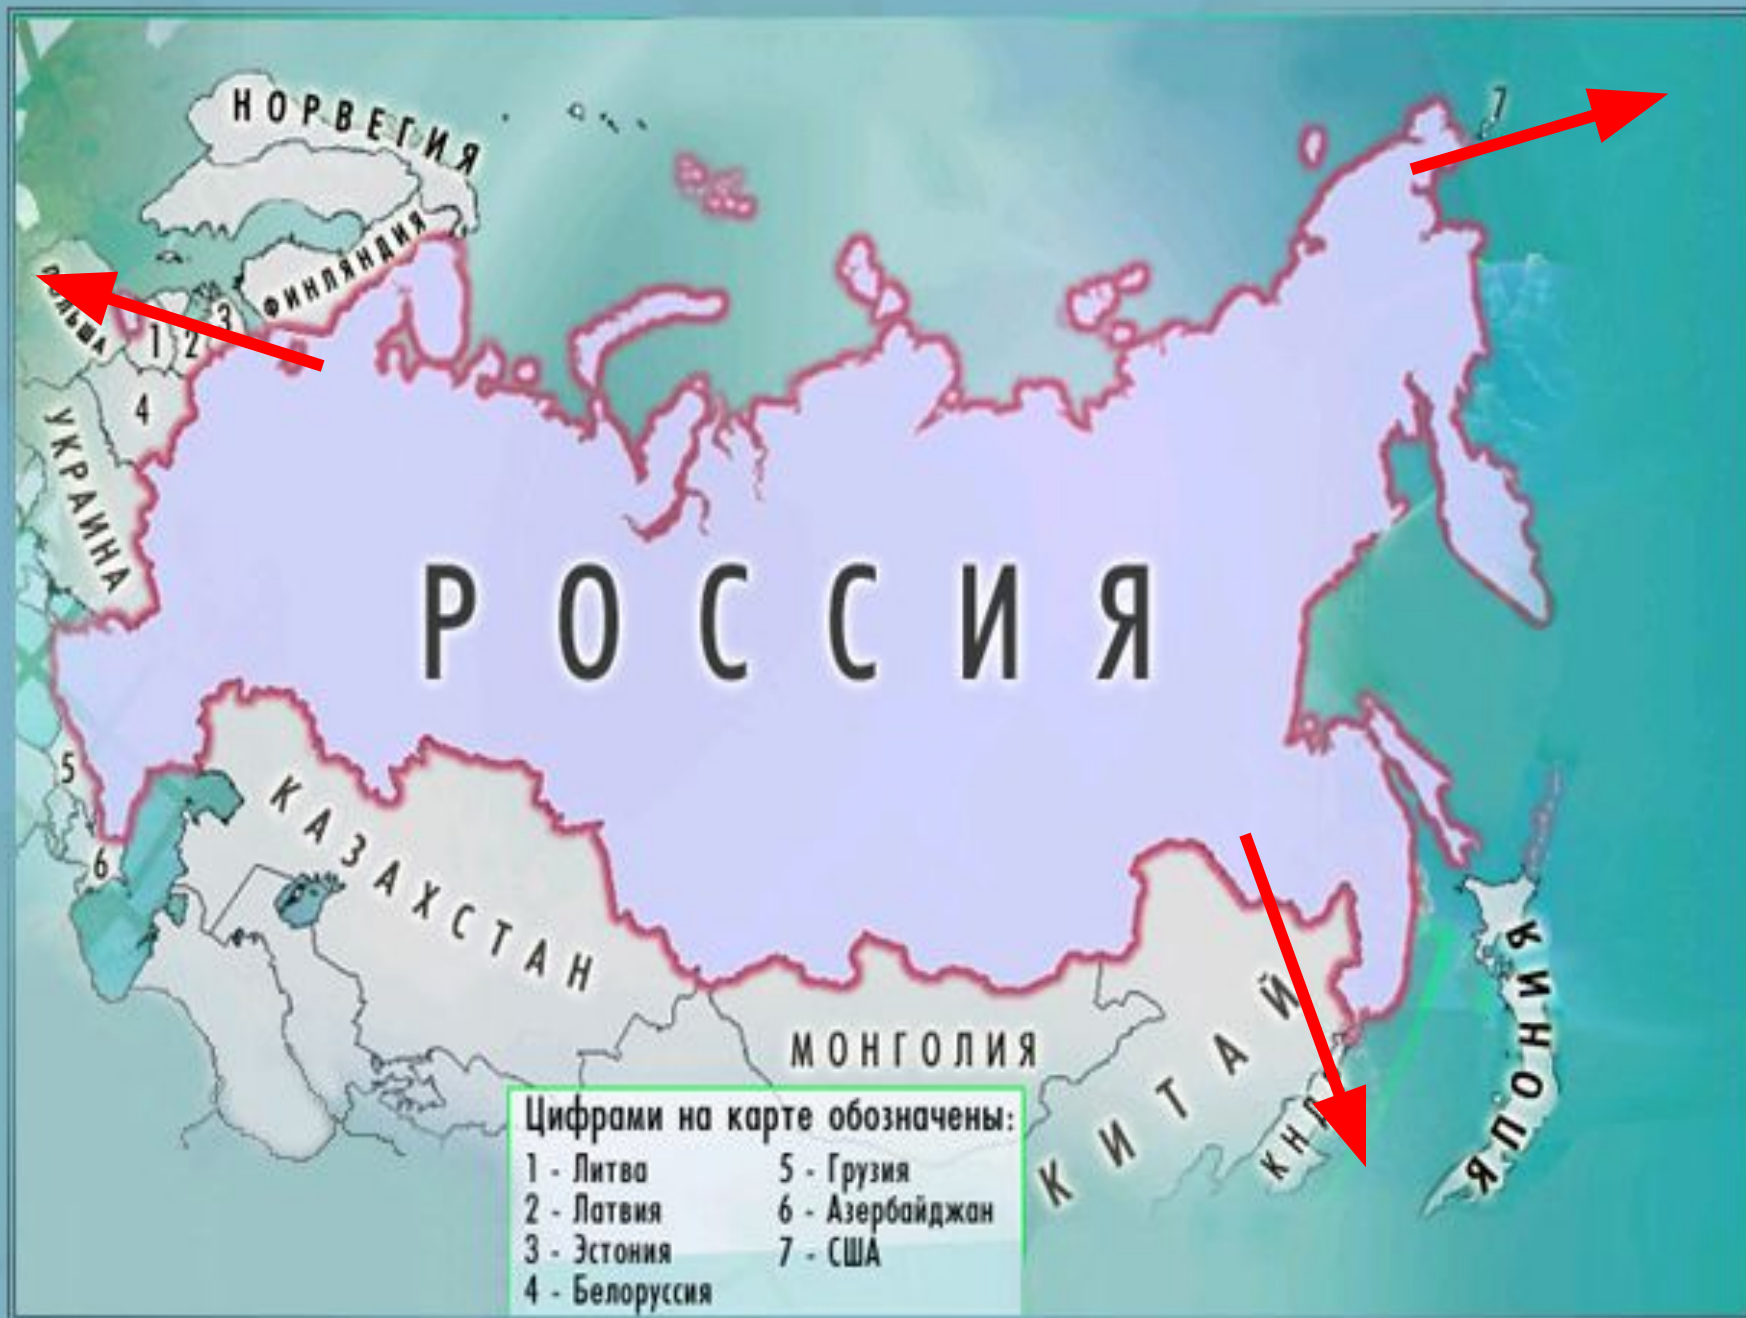 НОРВЕГИЯ
7
ФИНЛЯНДИЯ
ПОЛЬША
1
2
3
4
УКРАИНА
РОССИЯ
5
6
КАЗАХСТАН
МОНГОЛИЯ
КИТАЙ
ЯПОНИЯ
Цифрами на карте обозначены:
1 - Литва
2 - Латвия
3 - Эстония
4 - Белоруссия
5 - Грузия
6 - Азербайджан
7 - США